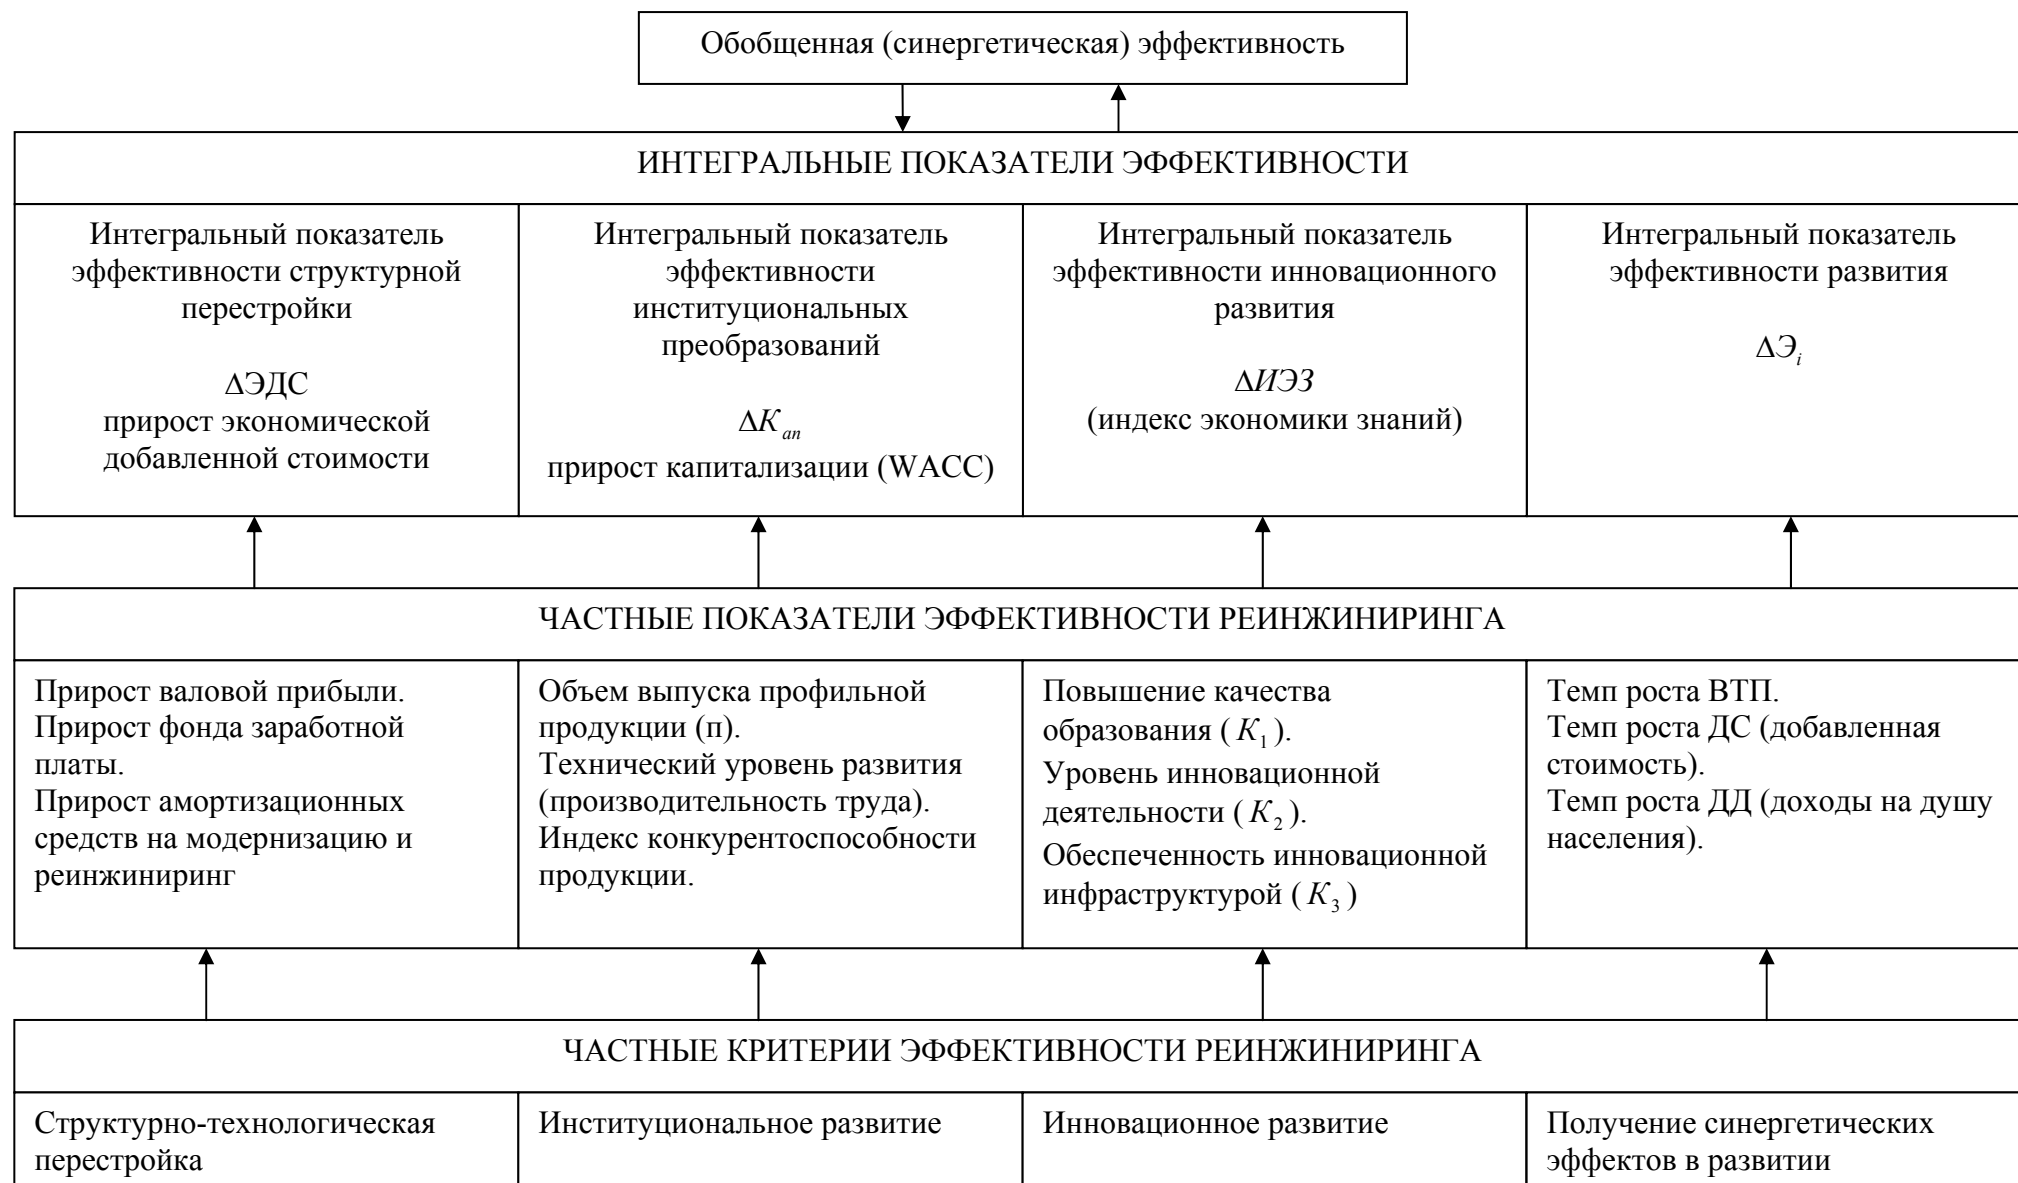 Обобщенная (синергетическая) эффективность
ИНТЕГРАЛЬНЫЕ ПОКАЗАТЕЛИ ЭФФЕКТИВНОСТИ
Интегральный показатель
эффективности структурной
перестройки
ΔЭДС
прирост экономической
добавленной стоимости
Интегральный показатель
эффективности
институциональных
преобразований
ΔK_ап
прирост капитализации (WACC)
Интегральный показатель
эффективности инновационного
развития
ΔИЭЗ
(индекс экономики знаний)
Интегральный показатель
эффективности развития
ΔЭ_i
ЧАСТНЫЕ ПОКАЗАТЕЛИ ЭФФЕКТИВНОСТИ РЕИНЖИНИРИНГА
Прирост валовой прибыли.
Прирост фонда заработной
платы.
Прирост амортизационных
средств на модернизацию и
реинжиниринг
Объем выпуска профильной
продукции (п).
Технический уровень развития
(производительность труда).
Индекс конкурентоспособности
продукции.
Повышение качества
образования (K₁).
Уровень инновационной
деятельности (K₂).
Обеспеченность инновационной
инфраструктурой (K₃)
Темп роста ВТП.
Темп роста ДС (добавленная
стоимость).
Темп роста ДД (доходы на душу
населения).
ЧАСТНЫЕ КРИТЕРИИ ЭФФЕКТИВНОСТИ РЕИНЖИНИРИНГА
Структурно-технологическая
перестройка
Институциональное развитие
Инновационное развитие
Получение синергетических
эффектов в развитии